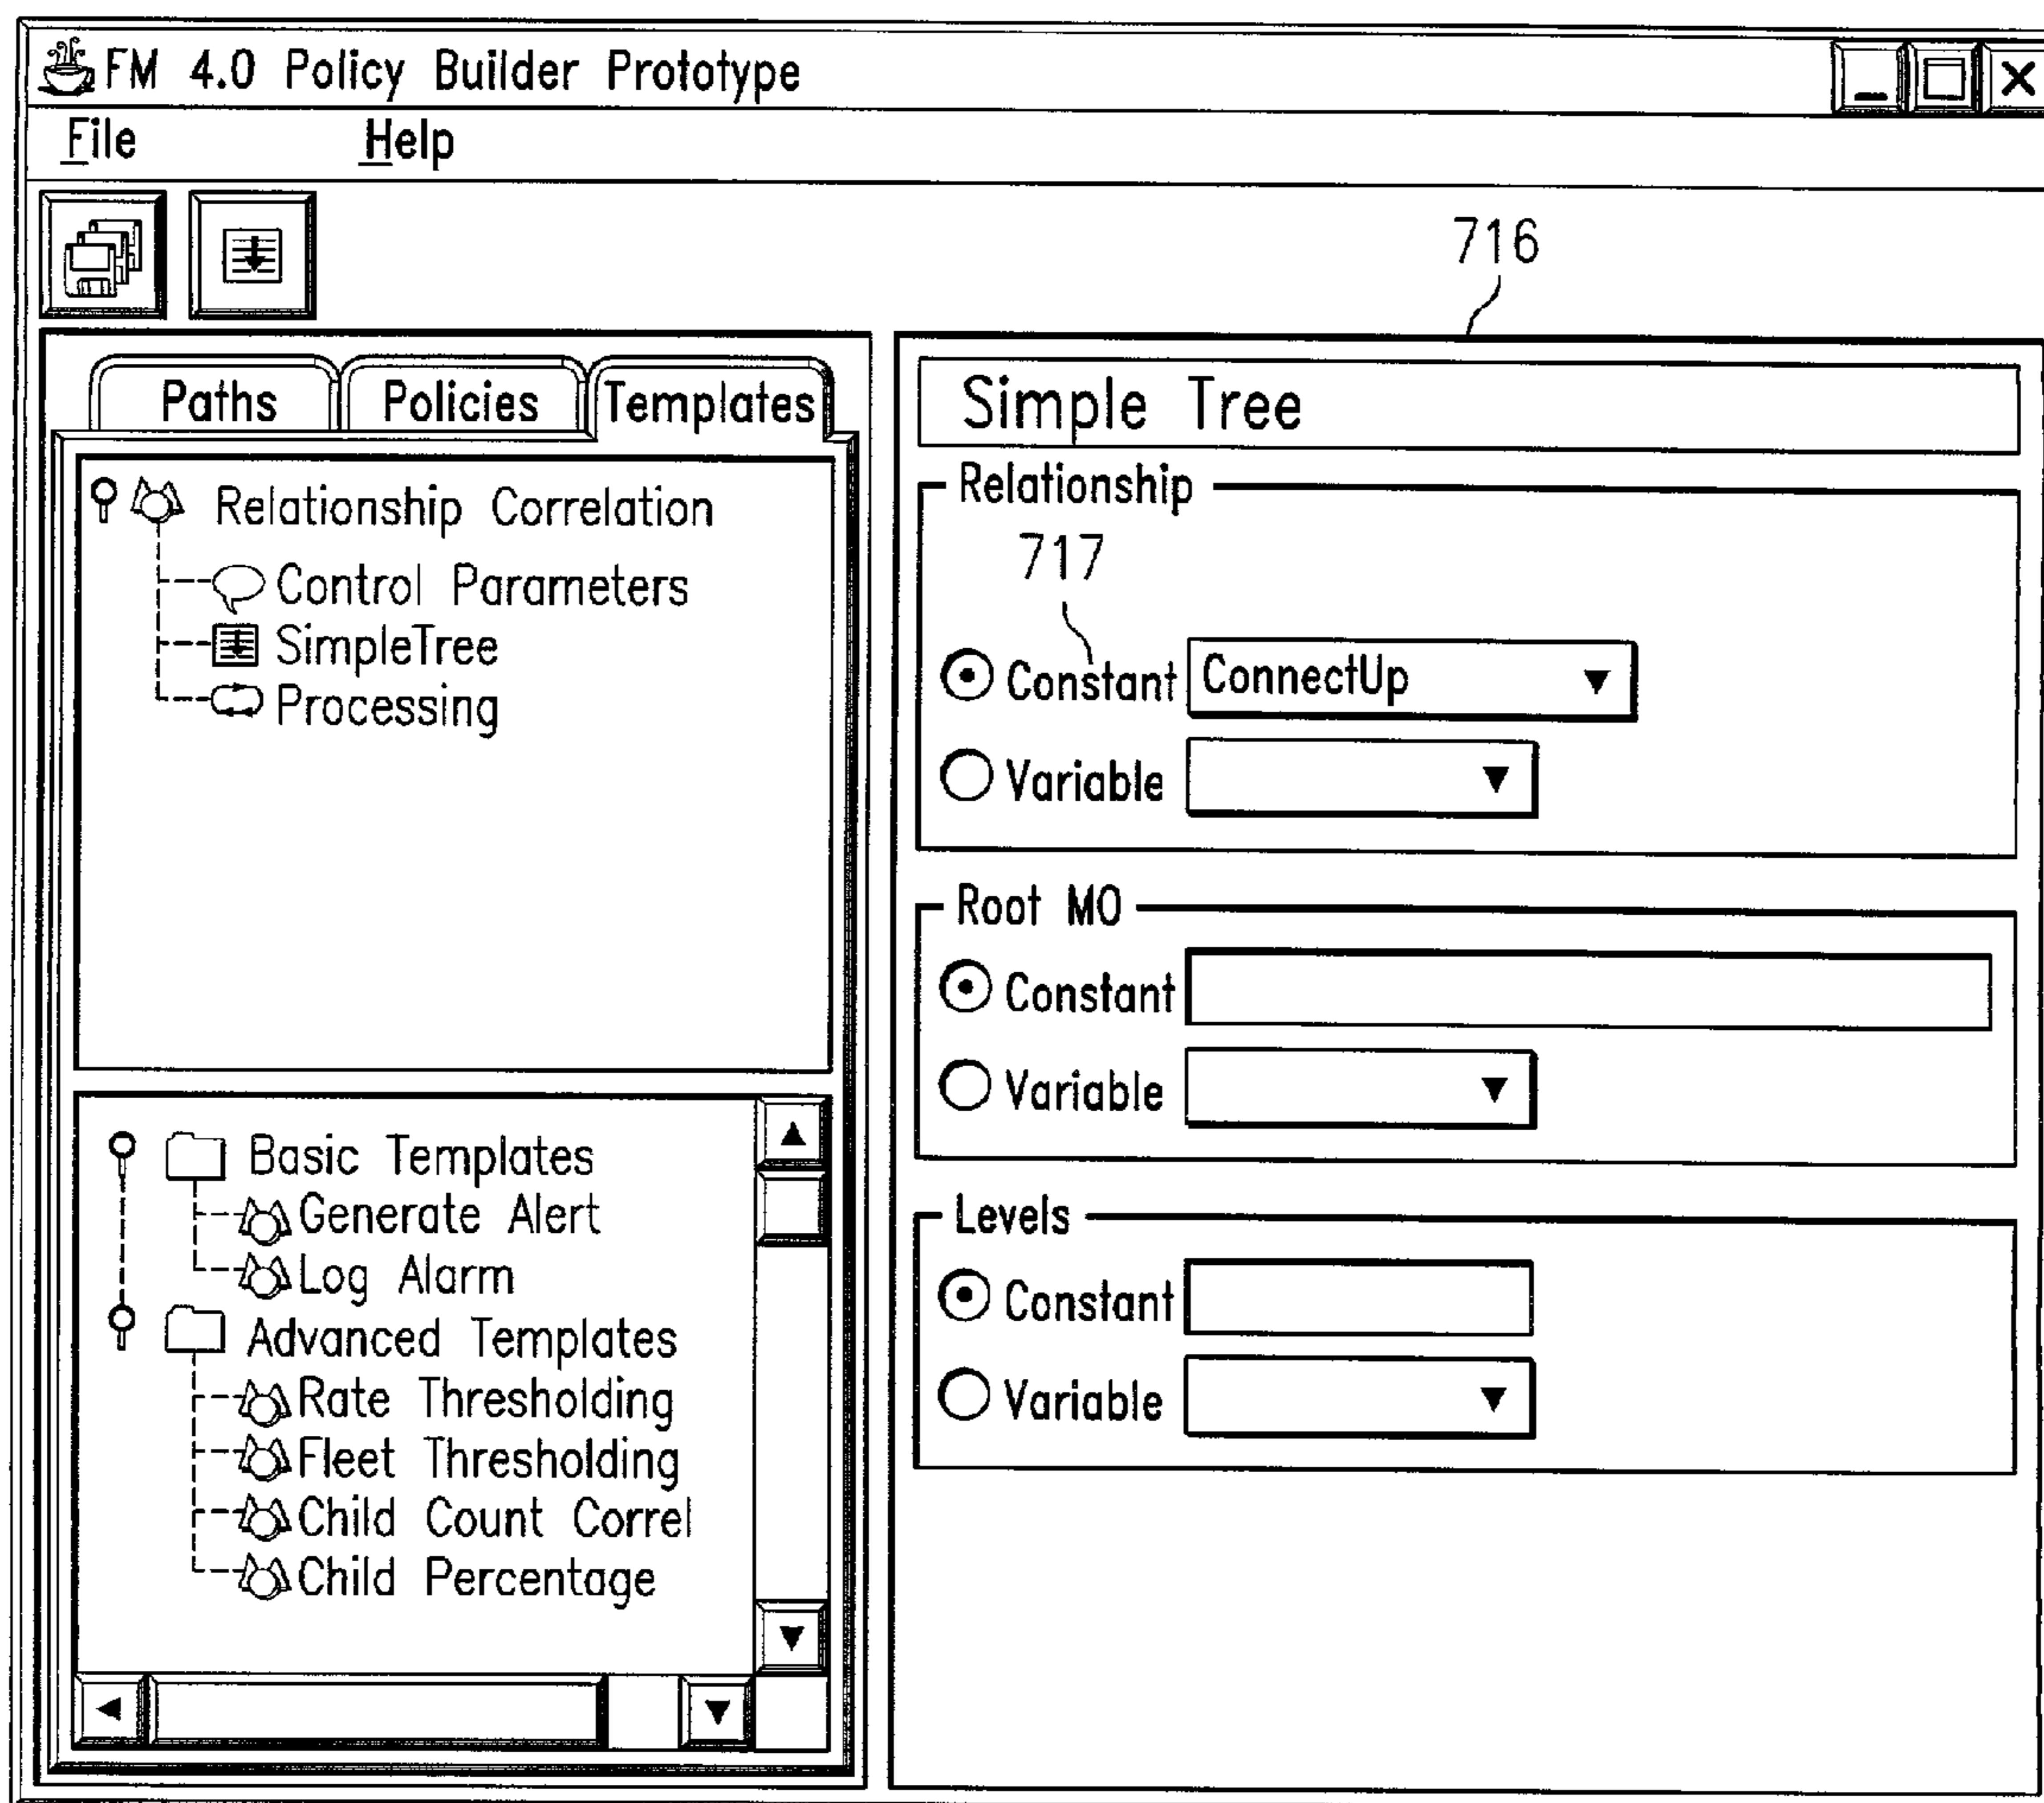 FM 4.0 Policy Builder Prototype
File Help
716
Paths Policies Templates
Relationship Correlation
Control Parameters
SimpleTree
Processing
Basic Templates
Generate Alert
Log Alarm
Advanced Templates
Rate Thresholding
Fleet Thresholding
Child Count Correl
Child Percentage
Simple Tree
Relationship
717
Constant ConnectUp
Variable
Root MO
Constant
Variable
Levels
Constant
Variable